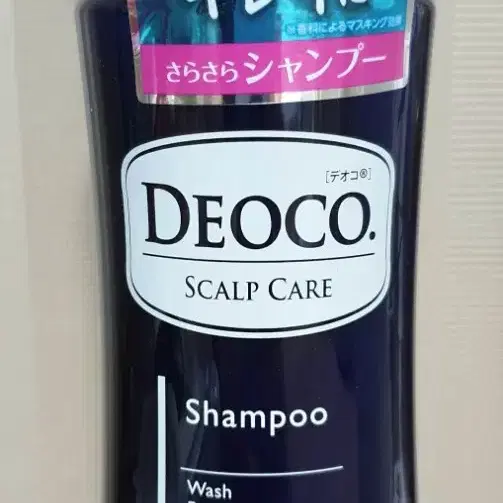 ※香料によるマスキング効果
さらさらシャンプー
[デオコ®]
DEOCO.
SCALP CARE
Shampoo
Wash